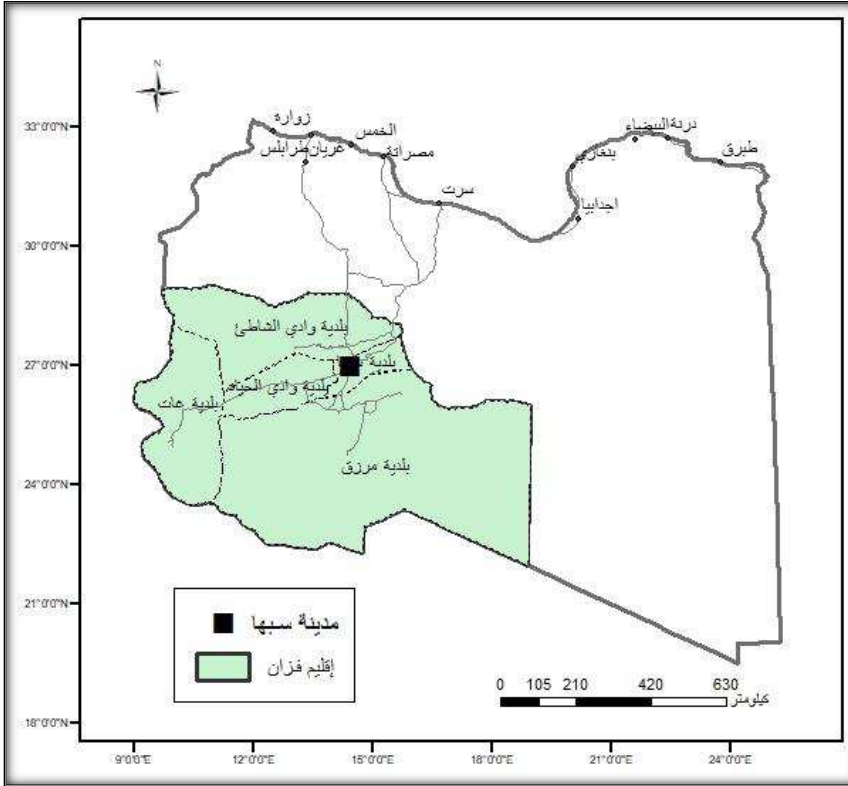 N
33°0'0"N
30°0'0"N
27°0'0"N
24°0'0"N
21°0'0"N
18°0'0"N
زواره
الخمس
طرابلس
غريان
مصراتة
سرت
درنة
البيضاء
طبرق
بنغازي
اجدابيا
بلدية وادي الشاطئ
بلدية
بلدية وادي الحياه
بلدية غات
بلدية مرزق
مدينة سبها
إقليم فزان
0 105 210 420 630
كيلومتر
9°0'0"E 12°0'0"E 15°0'0"E 18°0'0"E 21°0'0"E 24°0'0"E